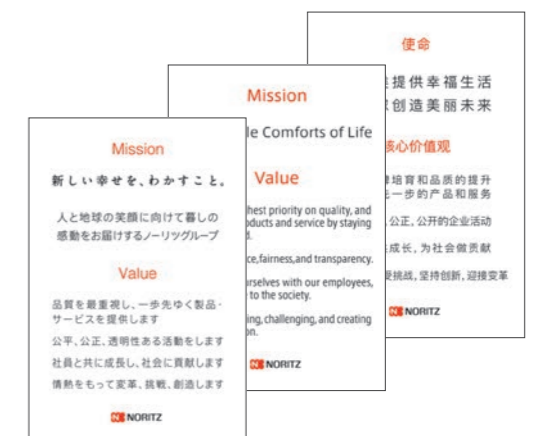 Mission
新しい幸せを、わかすこと。
人と地球の笑顔に向けて暮しの
感動をお届けするノーリツグループ
Value
品質を最重視し、一歩先ゆく製品・
サービスを提供します
公平、公正、透明性ある活動をします
社員と共に成長し、社会に貢献します
情熱をもって変革、挑戦、創造します
NORITZ
Mission
Comforts of Life
Value
priority on quality, and
and service by staying
fairness, and transparency.
with our employees,
to the society.
challenging, and creating
NORITZ
使命
提供幸福生活
创造美丽未来
核心价值观
培育和品质的提升
一步的产品和服务
公正，公开的企业活动
成长，为社会做贡献
挑战，坚持创新，迎接变革
NORITZ